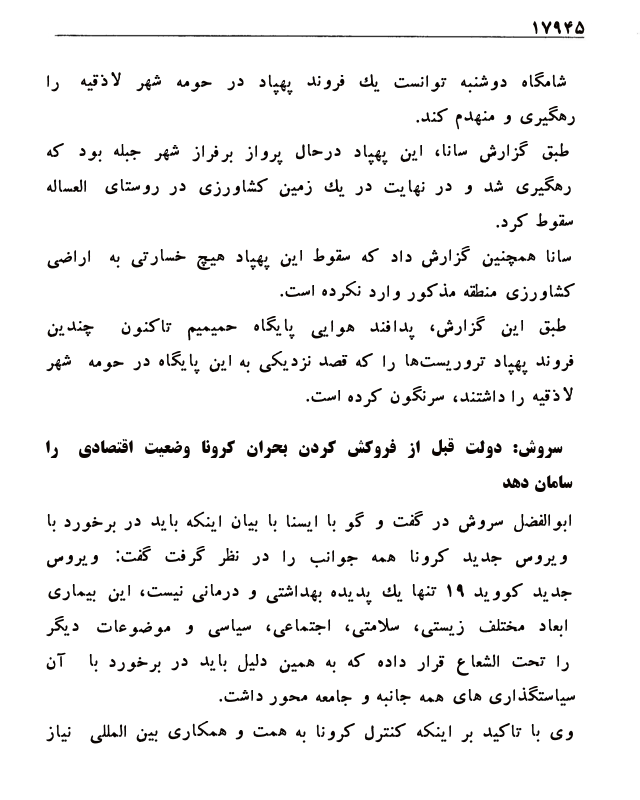 ۱۷۹۴۵
شامگاه دوشنبه توانست یك فروند پهپاد در حومه شهر لاذقیه را
رهگیری و منهدم کند.
طبق گزارش سانا، این پهپاد درحال پرواز برفراز شهر جبله بود که
رهگیری شد و در نهایت در یك زمین کشاورزی در روستای العساله
سقوط کرد.
سانا همچنین گزارش داد که سقوط این پهپاد هیچ خسارتی به اراضی
کشاورزی منطقه مذکور وارد نکرده است.
طبق این گزارش، پدافند هوایی پایگاه حمیمیم تاکنون چندین
فروند پهپاد تروریست‌ها را که قصد نزدیکی به این پایگاه در حومه شهر
لاذقیه را داشتند، سرنگون کرده است.
سروش: دولت قبل از فروکش کردن بحران کرونا وضعیت اقتصادی را
سامان دهد
ابوالفضل سروش در گفت و گو با ایسنا با بیان اینکه باید در برخورد با
ویروس جدید کرونا همه جوانب را در نظر گرفت گفت: ویروس
جدید کووید ۱۹ تنها یك پدیده بهداشتی و درمانی نیست، این بیماری
ابعاد مختلف زیستی، سلامتی، اجتماعی، سیاسی و موضوعات دیگر
را تحت الشعاع قرار داده که به همین دلیل باید در برخورد با آن
سیاستگذاری های همه جانبه و جامعه محور داشت.
وی با تاکید بر اینکه کنترل کرونا به همت و همکاری بین المللی نیاز